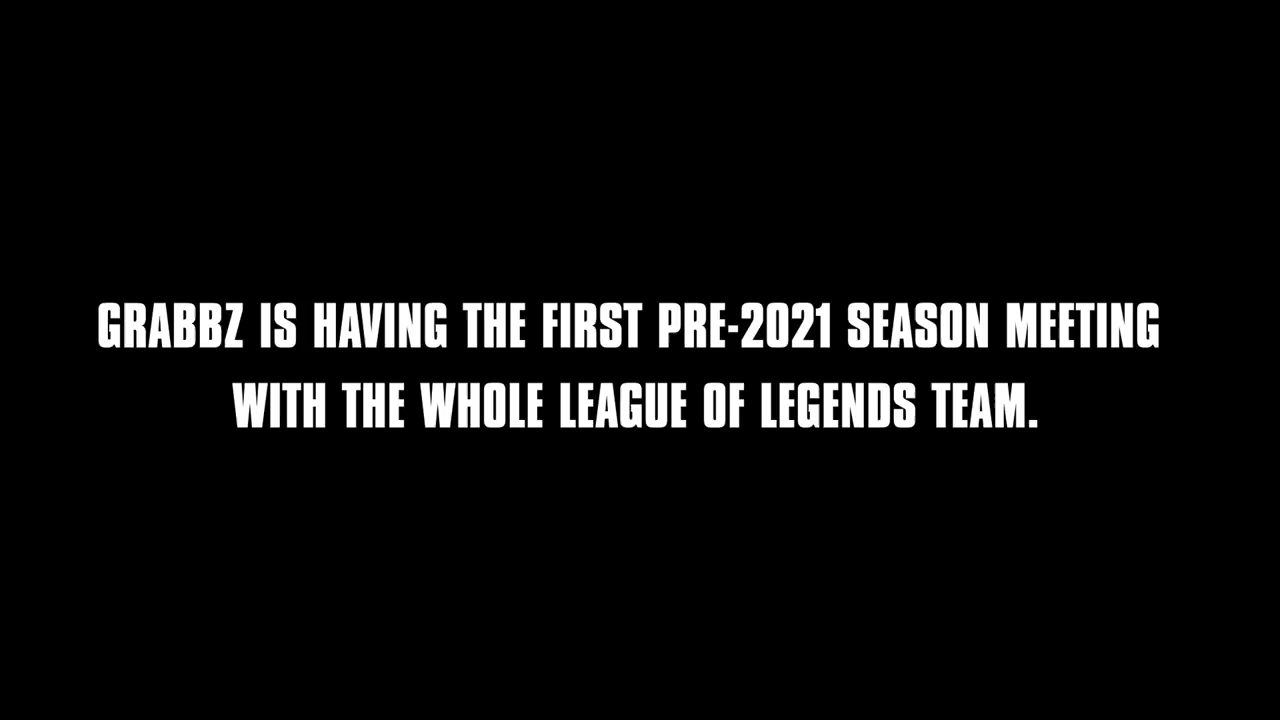 GRABBZ IS HAVING THE FIRST PRE-2021 SEASON MEETING
WITH THE WHOLE LEAGUE OF LEGENDS TEAM.